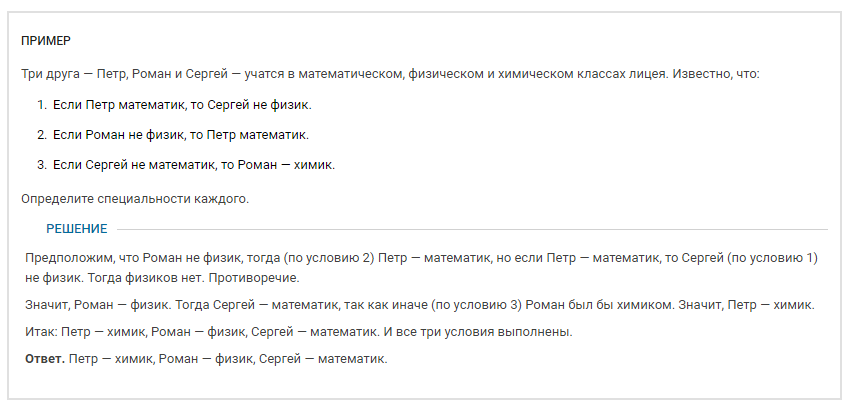 ПРИМЕР
Три друга — Петр, Роман и Сергей — учатся в математическом, физическом и химическом классах лицея. Известно, что:
1. Если Петр математик, то Сергей не физик.
2. Если Роман не физик, то Петр математик.
3. Если Сергей не математик, то Роман — химик.
Определите специальности каждого.
РЕШЕНИЕ
Предположим, что Роман не физик, тогда (по условию 2) Петр — математик, но если Петр — математик, то Сергей (по условию 1)
не физик. Тогда физиков нет. Противоречие.
Значит, Роман — физик. Тогда Сергей — математик, так как иначе (по условию 3) Роман был бы химиком. Значит, Петр — химик.
Итак: Петр — химик, Роман — физик, Сергей — математик. И все три условия выполнены.
Ответ. Петр — химик, Роман — физик, Сергей — математик.